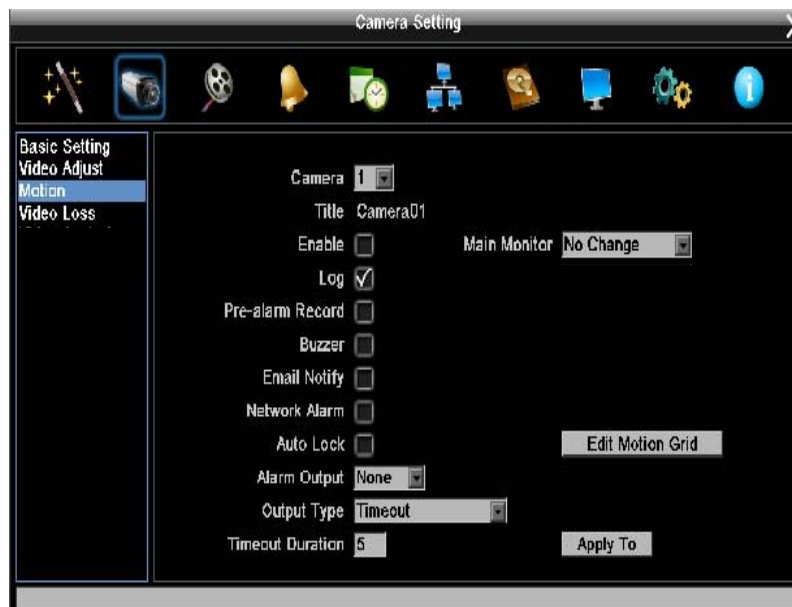 Camera Setting
Basic Setting
Video Adjust
Motion
Video Loss
Camera 1
Title Camera01
Enable
Main Monitor No Change
Log
Pre-alarm Record
Buzzer
Email Notify
Network Alarm
Auto Lock
Edit Motion Grid
Alarm Output None
Output Type Timeout
Timeout Duration 5
Apply To